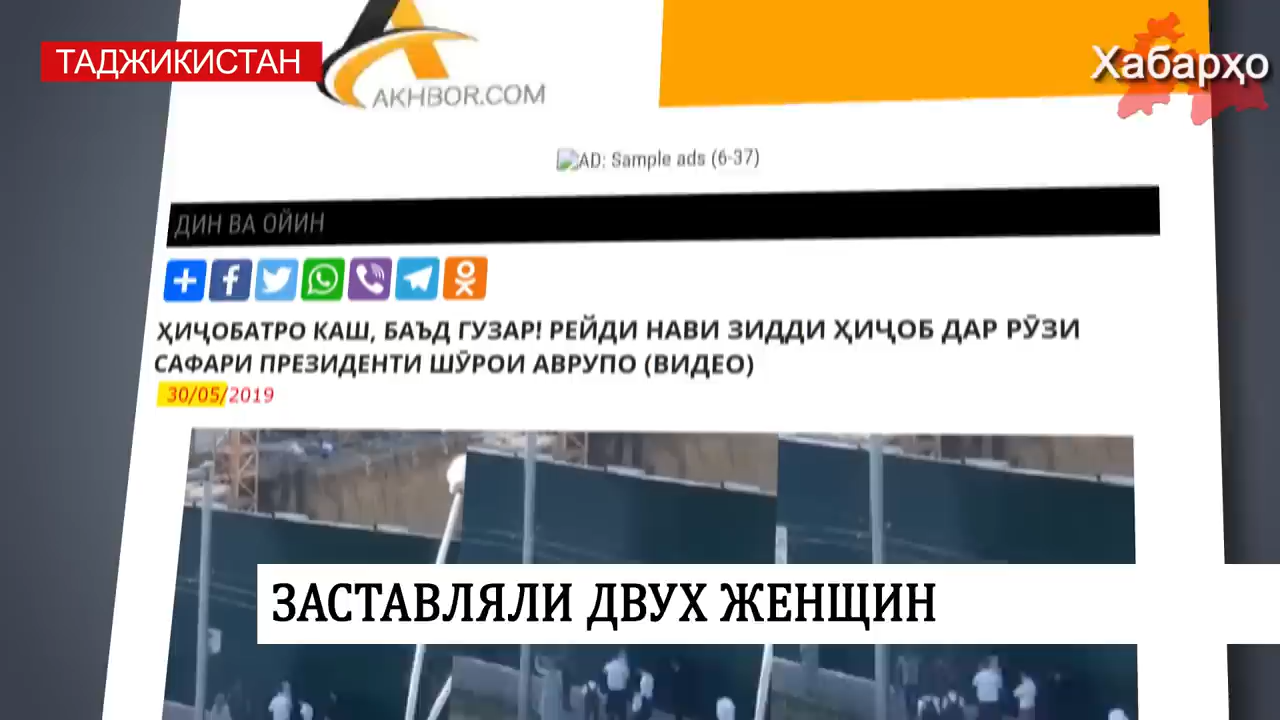 ТАДЖИКИСТАН
AKHBOR.COM
Хабарҳо
AD: Sample ads (6-37)
ДИН ВА ОЙИН
ҲИҶОБАТРО КАШ, БАЪД ГУЗАР! РЕЙДИ НАВИ ЗИДДИ ҲИҶОБ ДАР РӮЗИ
САФАРИ ПРЕЗИДЕНТИ ШӮРОИ АВРУПО (ВИДЕО)
30/05/2019
ЗАСТАВЛЯЛИ ДВУХ ЖЕНЩИН